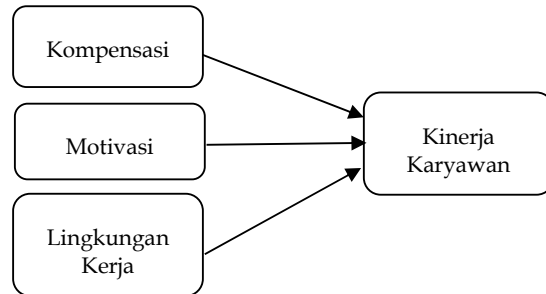 Kompensasi
Motivasi
Lingkungan
Kerja
Kinerja
Karyawan